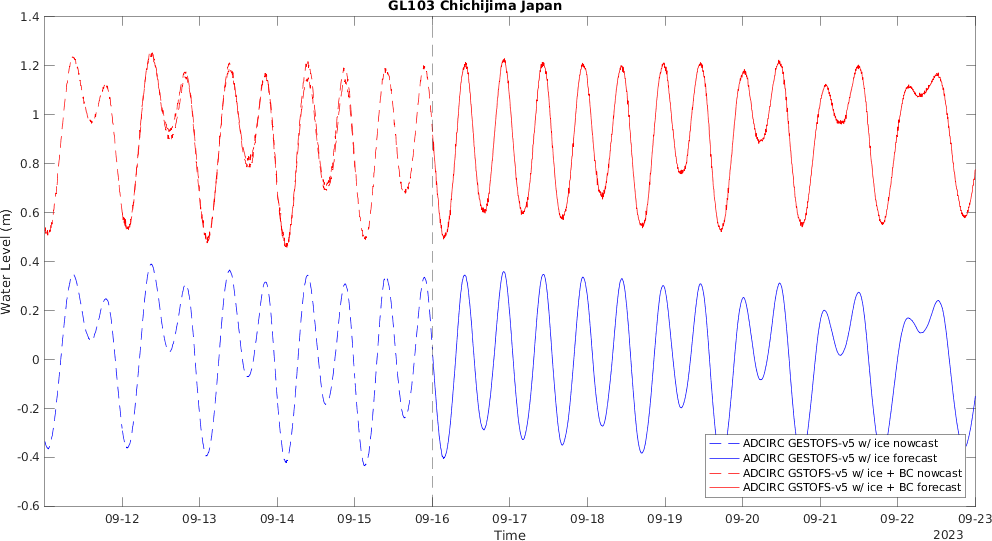 GL103 Chichijima Japan
1.4
1.2
1
0.8
0.6
0.4
0.2
0
-0.2
-0.4
-0.6
Water Level (m)
ADCIRC GESTOFS-v5 w/ ice nowcast
ADCIRC GESTOFS-v5 w/ ice forecast
ADCIRC GSTOFS-v5 w/ ice + BC nowcast
ADCIRC GSTOFS-v5 w/ ice + BC forecast
09-12 09-13 09-14 09-15 09-16 09-17 09-18 09-19 09-20 09-21 09-22 09-23
Time
2023